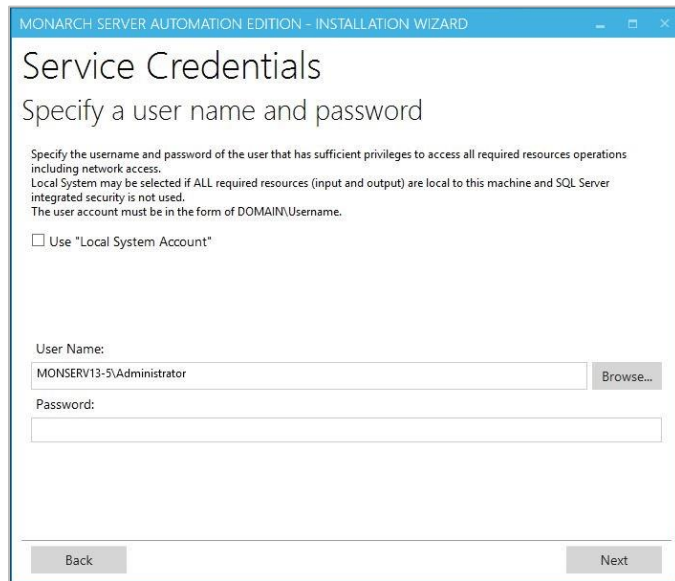 MONARCH SERVER AUTOMATION EDITION - INSTALLATION WIZARD
Service Credentials
Specify a user name and password
Specify the username and password of the user that has sufficient privileges to access all required resources operations
including network access.
Local System may be selected if ALL required resources (input and output) are local to this machine and SQL Server
integrated security is not used.
The user account must be in the form of DOMAIN\Username.
Use "Local System Account"
User Name:
MONSERV13-5\Administrator
Browse...
Password:
Back
Next